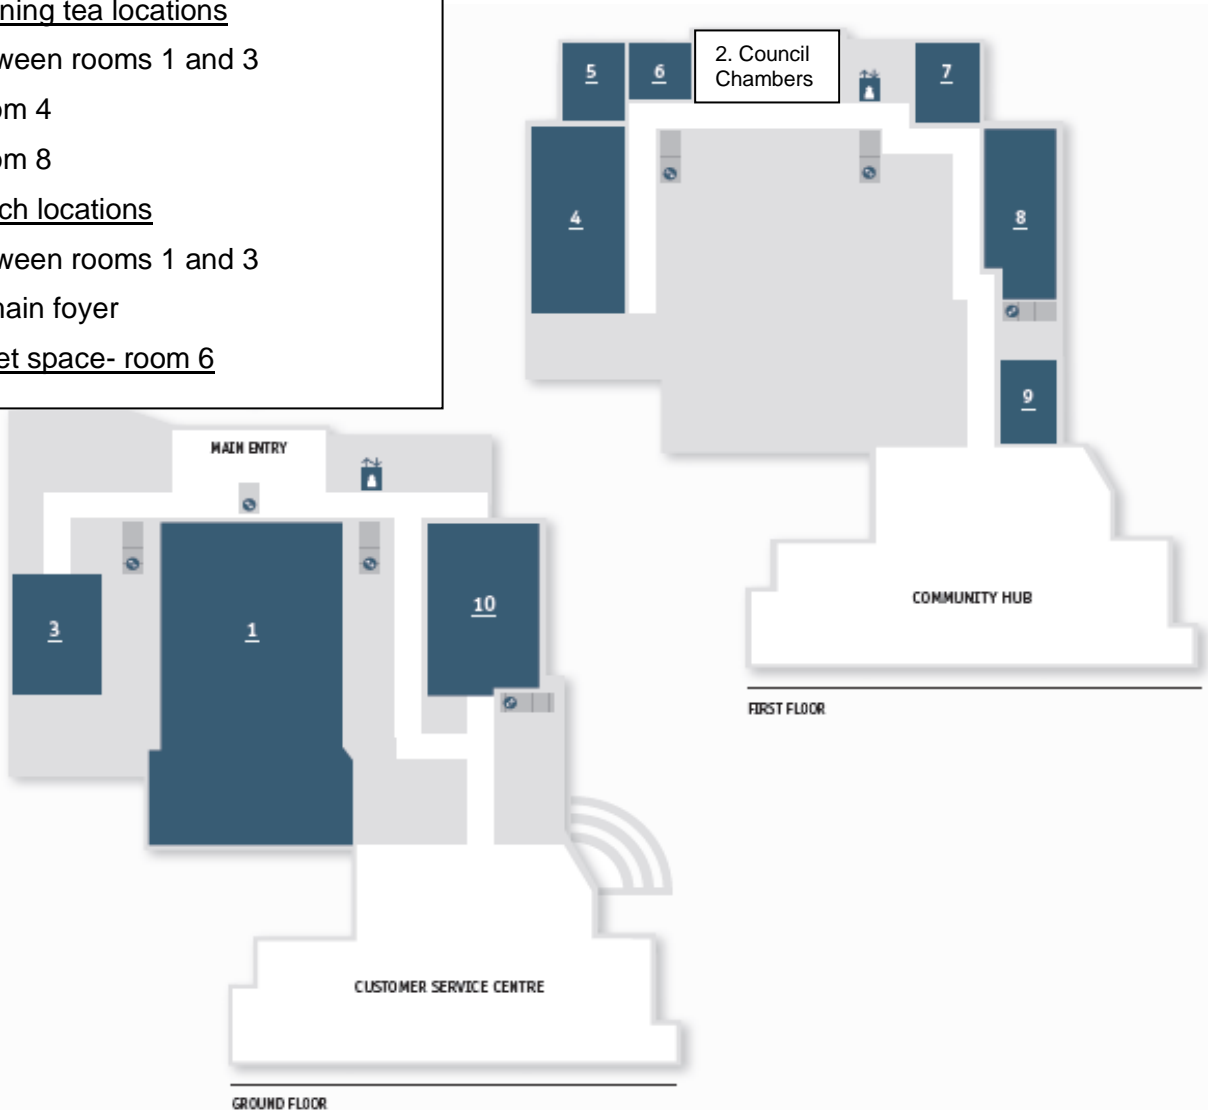 ning tea locations
ween rooms 1 and 3
om 4
om 8
ch locations
ween rooms 1 and 3
nain foyer
et space- room 6
5
6
2. Council
Chambers
7
4
8
9
COMMUNITY HUB
FIRST FLOOR
MAIN ENTRY
3
1
10
CUSTOMER SERVICE CENTRE
GROUND FLOOR